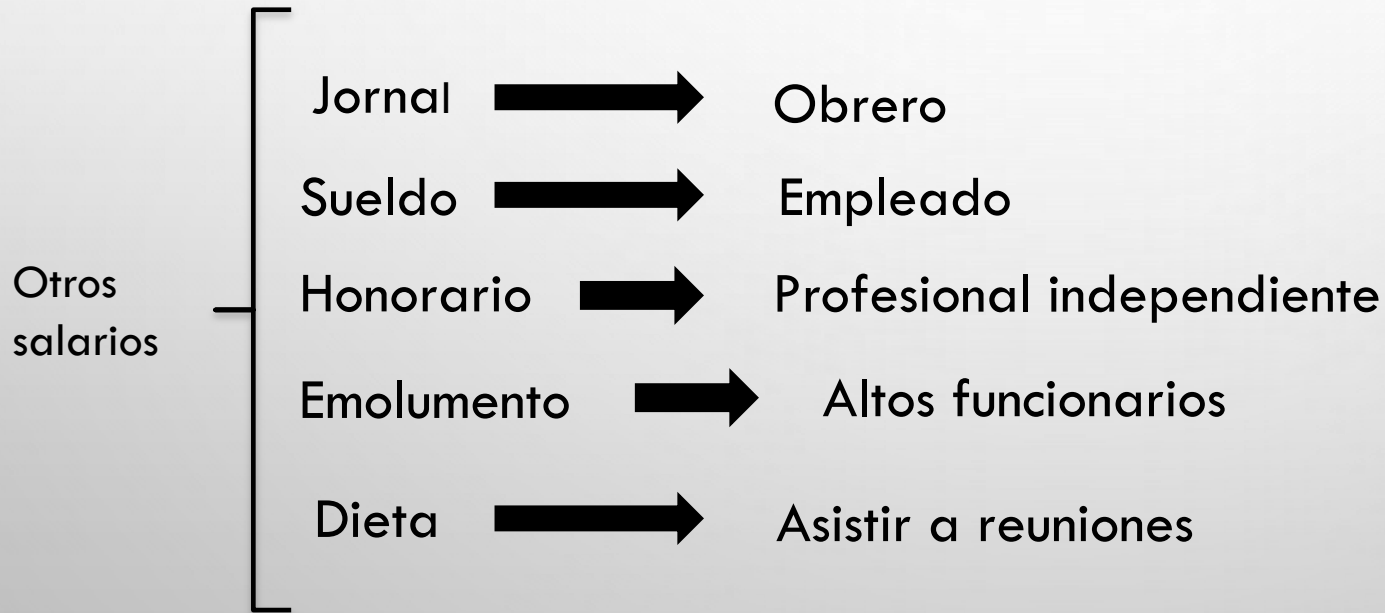 Otros
salarios
Jornal Obrero
Sueldo Empleado
Honorario Profesional independiente
Emolumento Altos funcionarios
Dieta Asistir a reuniones